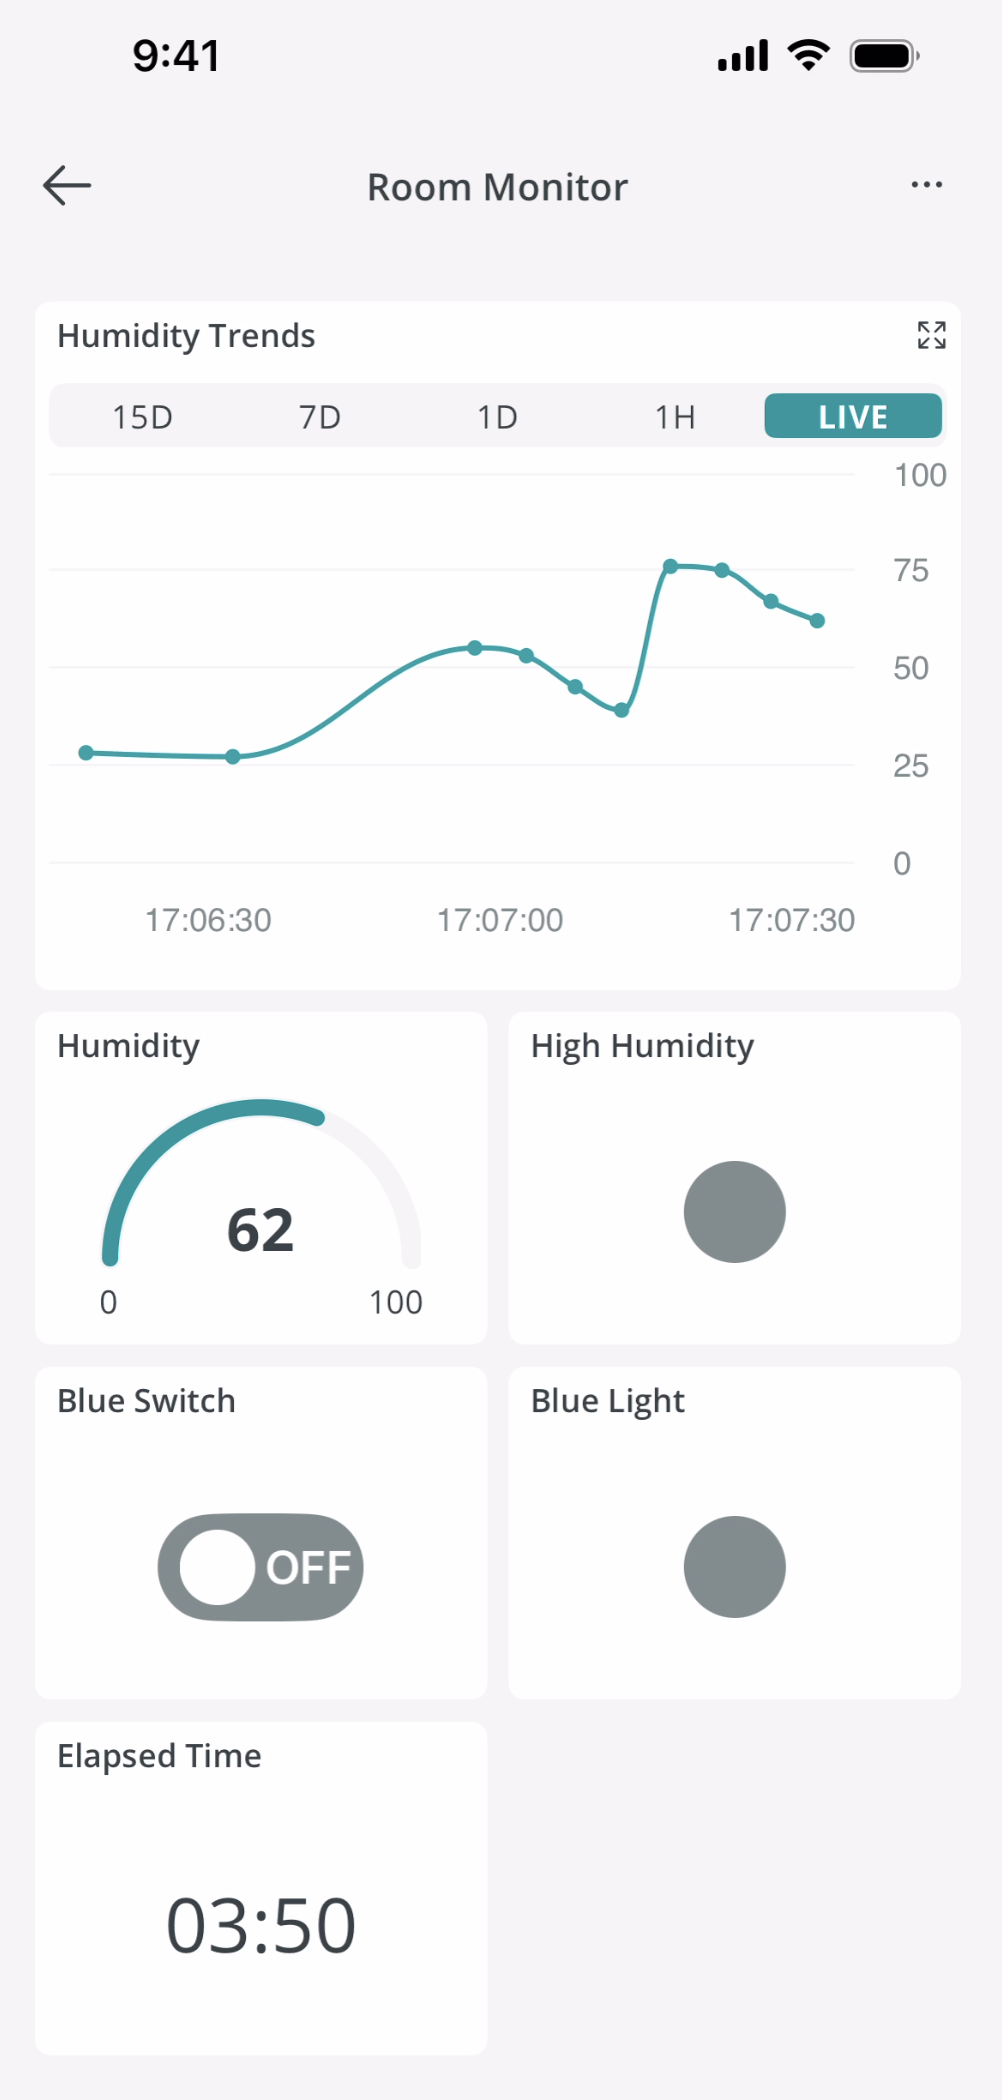 9:41
Room Monitor
Humidity Trends
15D 7D 1D 1H LIVE
100
75
50
25
0
17:06:30 17:07:00 17:07:30
Humidity
62
0 100
High Humidity
Blue Switch
OFF
Blue Light
Elapsed Time
03:50